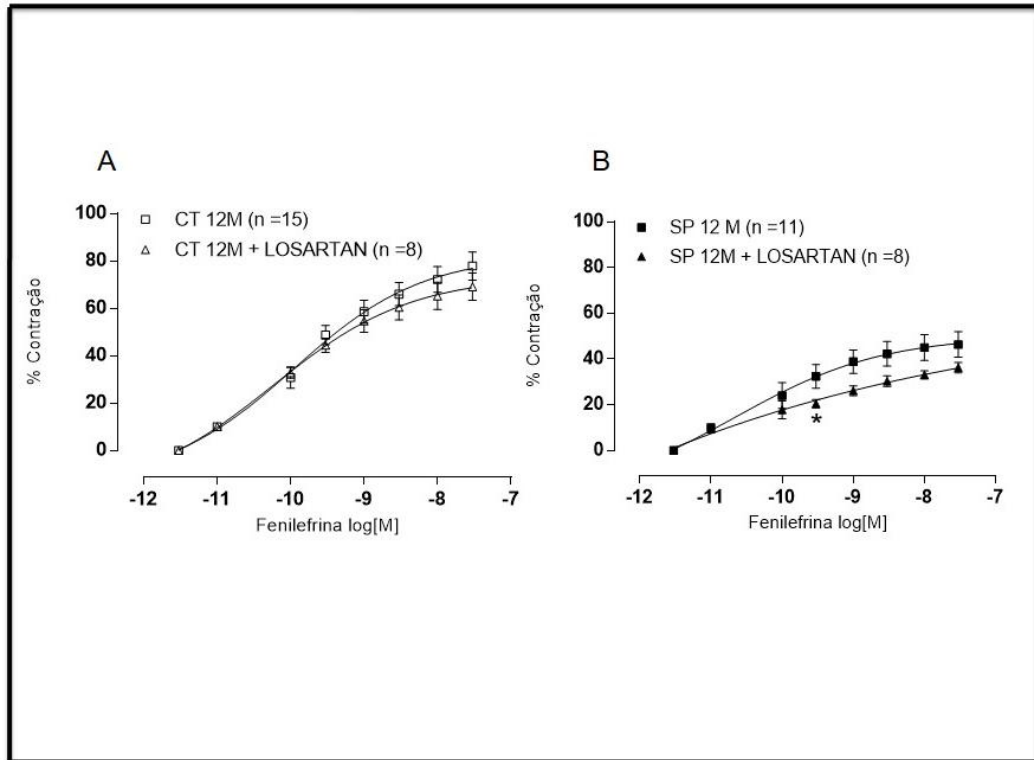 A
CT 12M (n =15)
CT 12M + LOSARTAN (n =8)
100
80
60
40
20
0
% Contração
-12 -11 -10 -9 -8 -7
Fenilefrina log[M]
B
SP 12 M (n =11)
SP 12M + LOSARTAN (n =8)
100
80
60
40
20
0
% Contração
*
-12 -11 -10 -9 -8 -7
Fenilefrina log[M]